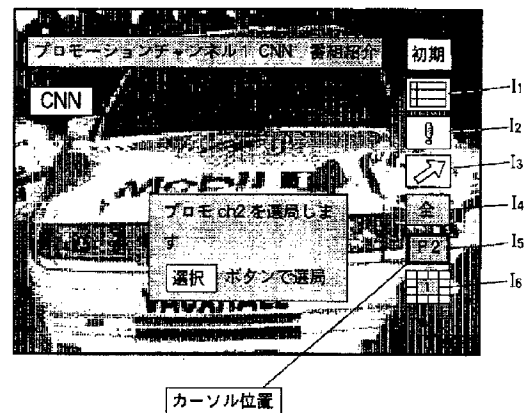 プロモーションチャンネル1 CNN 番組紹介
初期
CNN
I1
I2
I3
I4
全
プロモch2を選局しま
す
選択 ボタンで選局
P2
I5
1
I6
カーソル位置